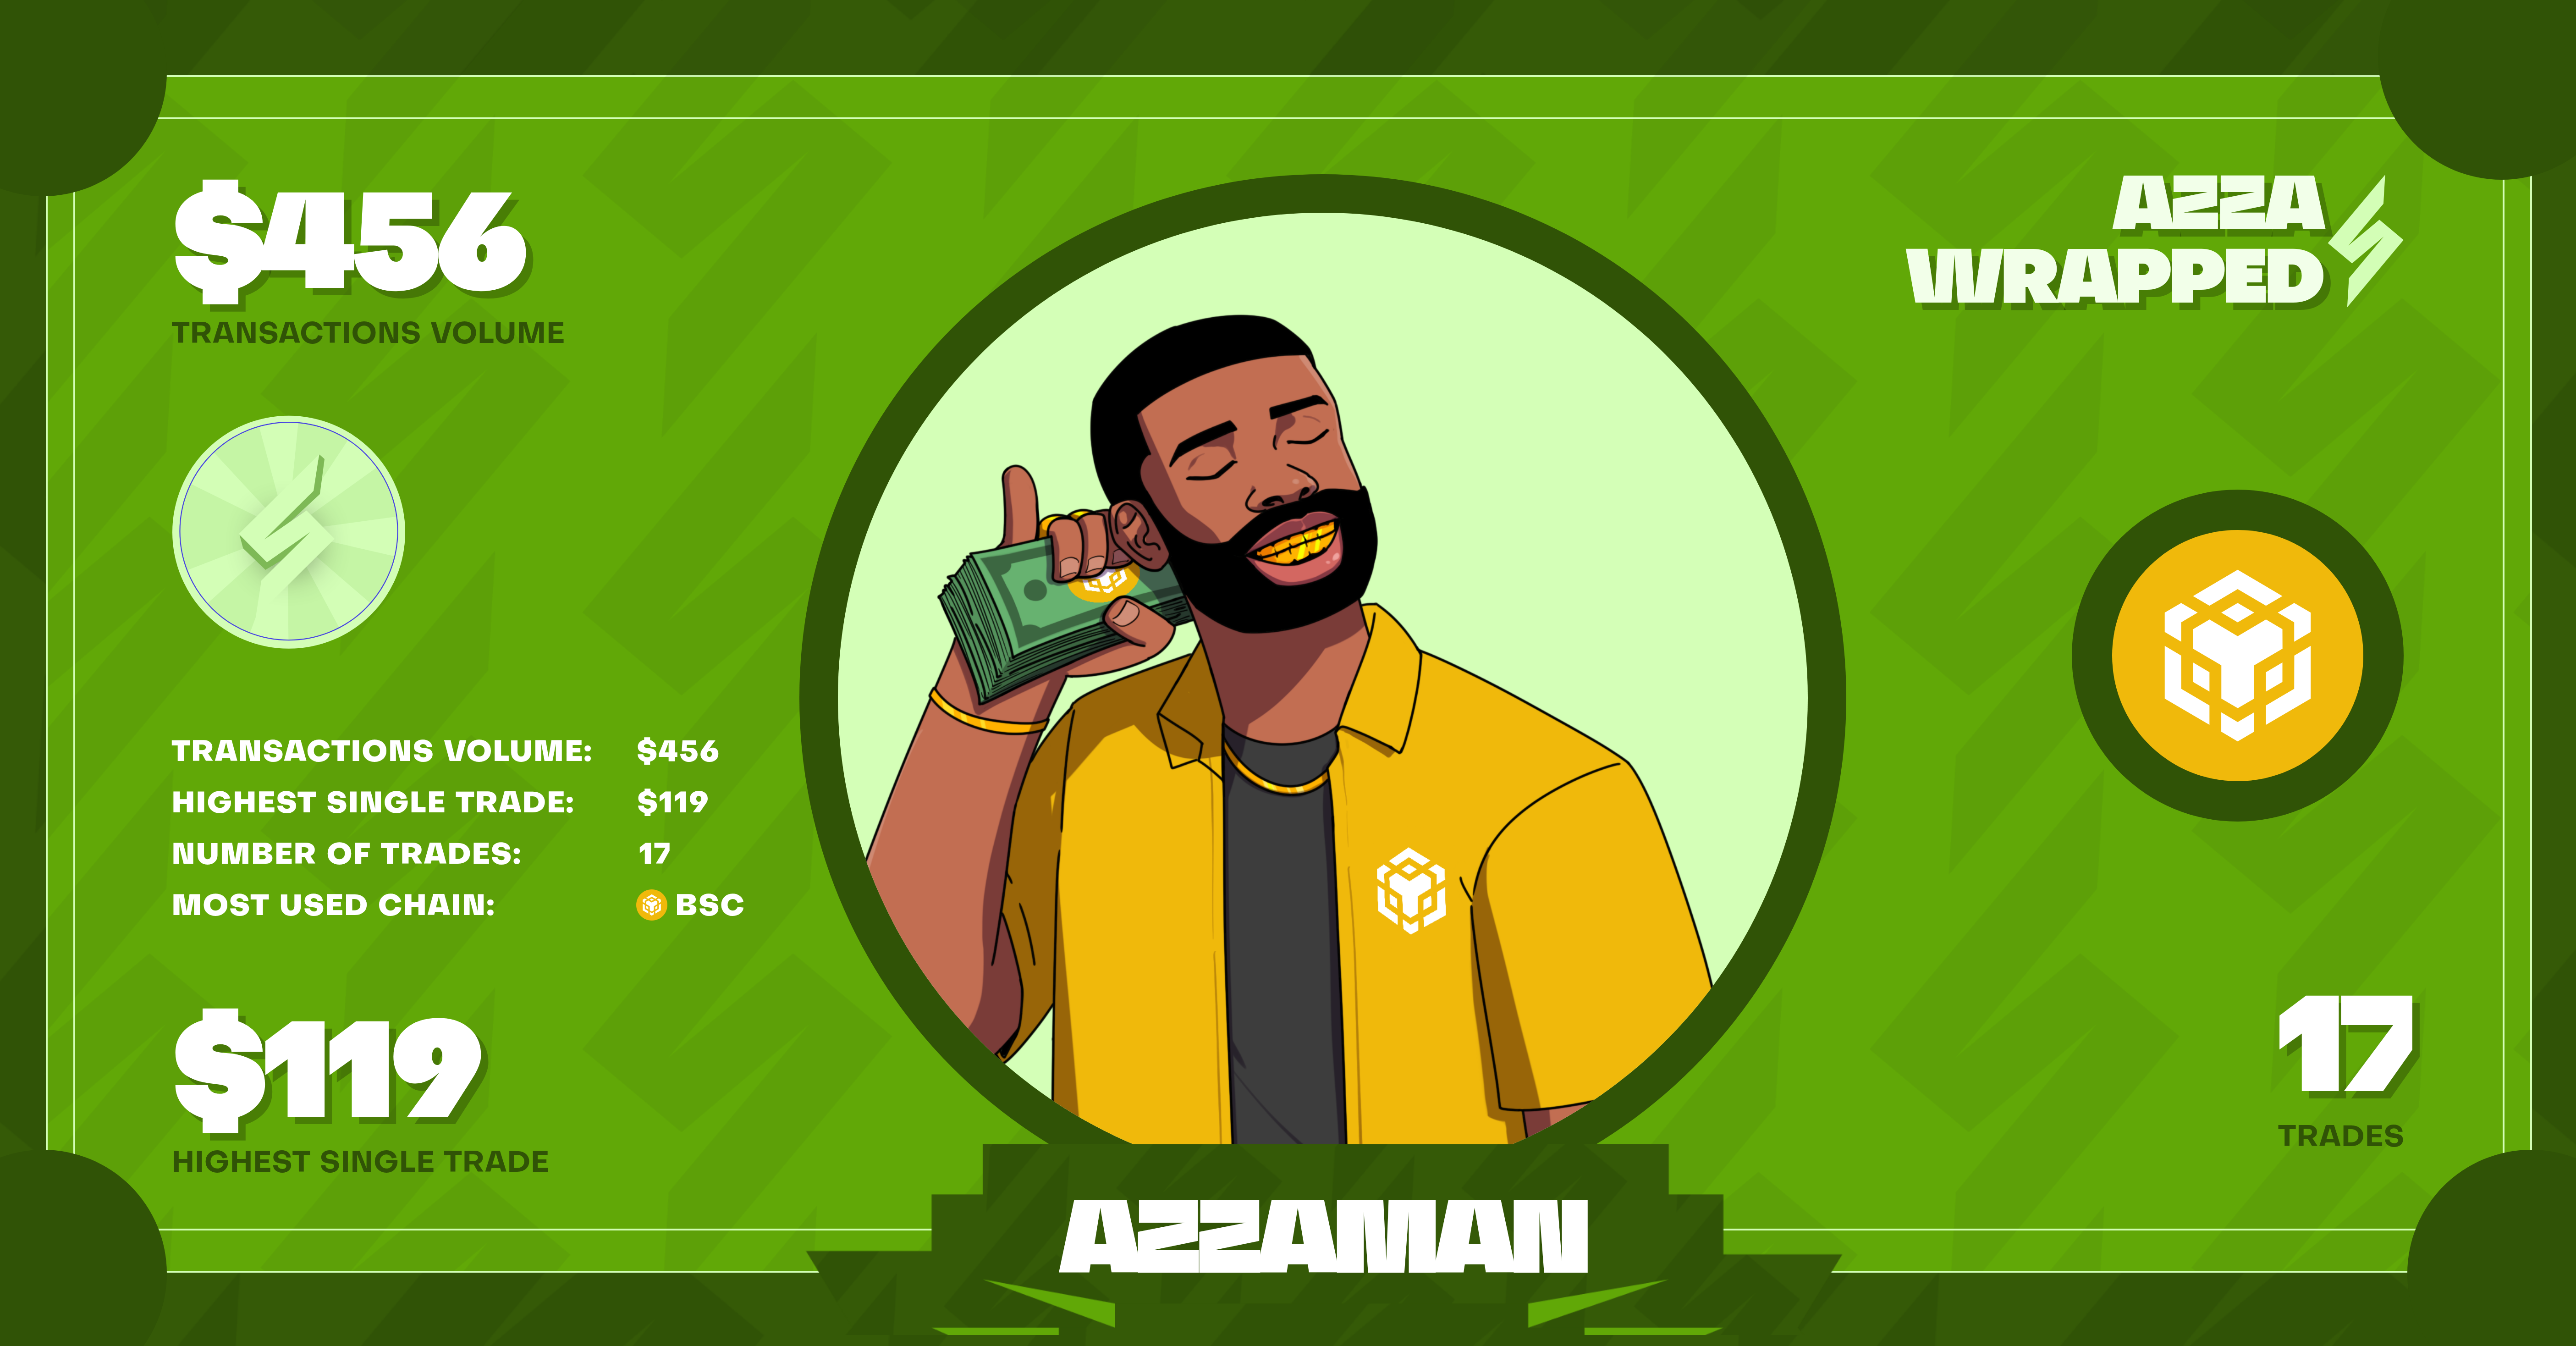 $456
TRANSACTIONS VOLUME
AZZA
WRAPPED
TRANSACTIONS VOLUME: $456
HIGHEST SINGLE TRADE: $119
NUMBER OF TRADES: 17
MOST USED CHAIN: BSC
$119
HIGHEST SINGLE TRADE
17
TRADES
AZZAMAN